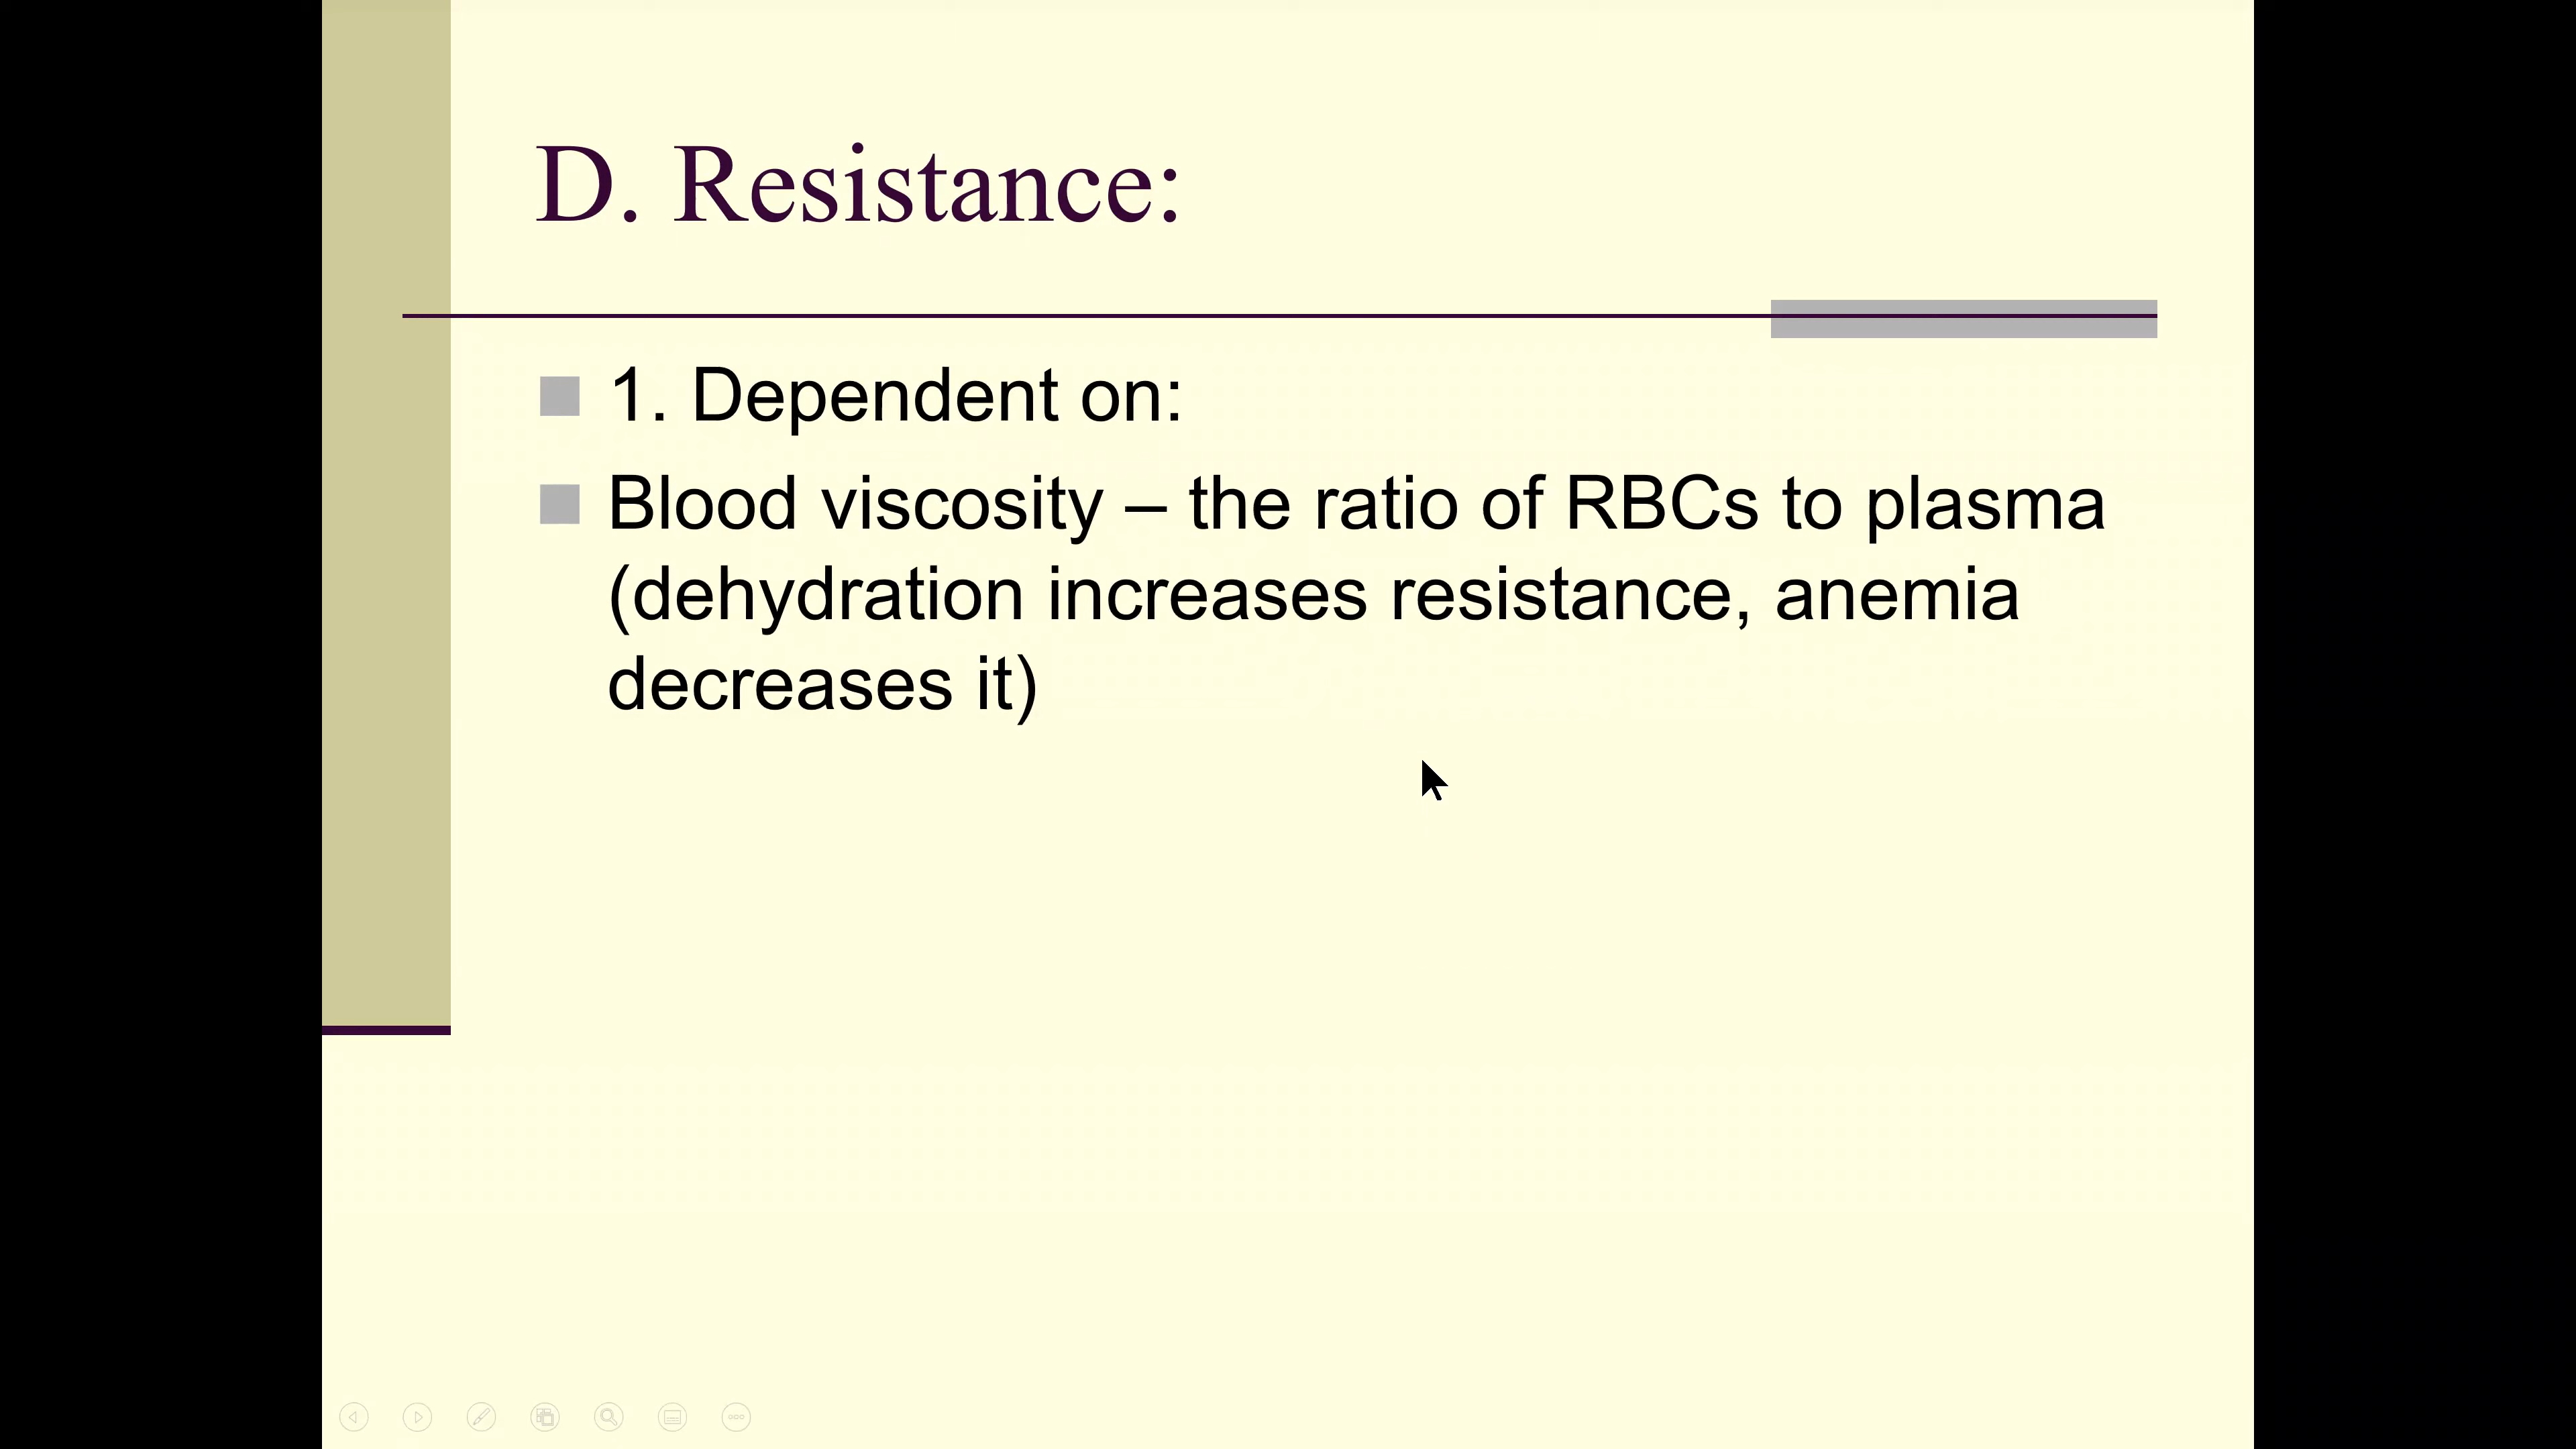 D. Resistance:
1. Dependent on:
Blood viscosity – the ratio of RBCs to plasma
(dehydration increases resistance, anemia
decreases it)